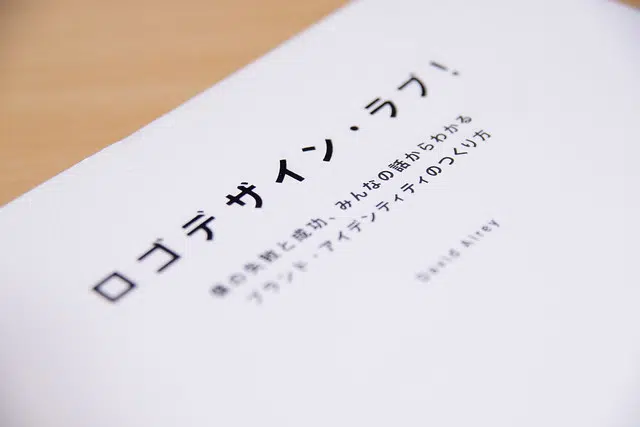 ロゴデザイン・ラブ!
僕の失敗と成功、みんなの話からわかる
ブランド・アイデンティティのつくり方
David Airey